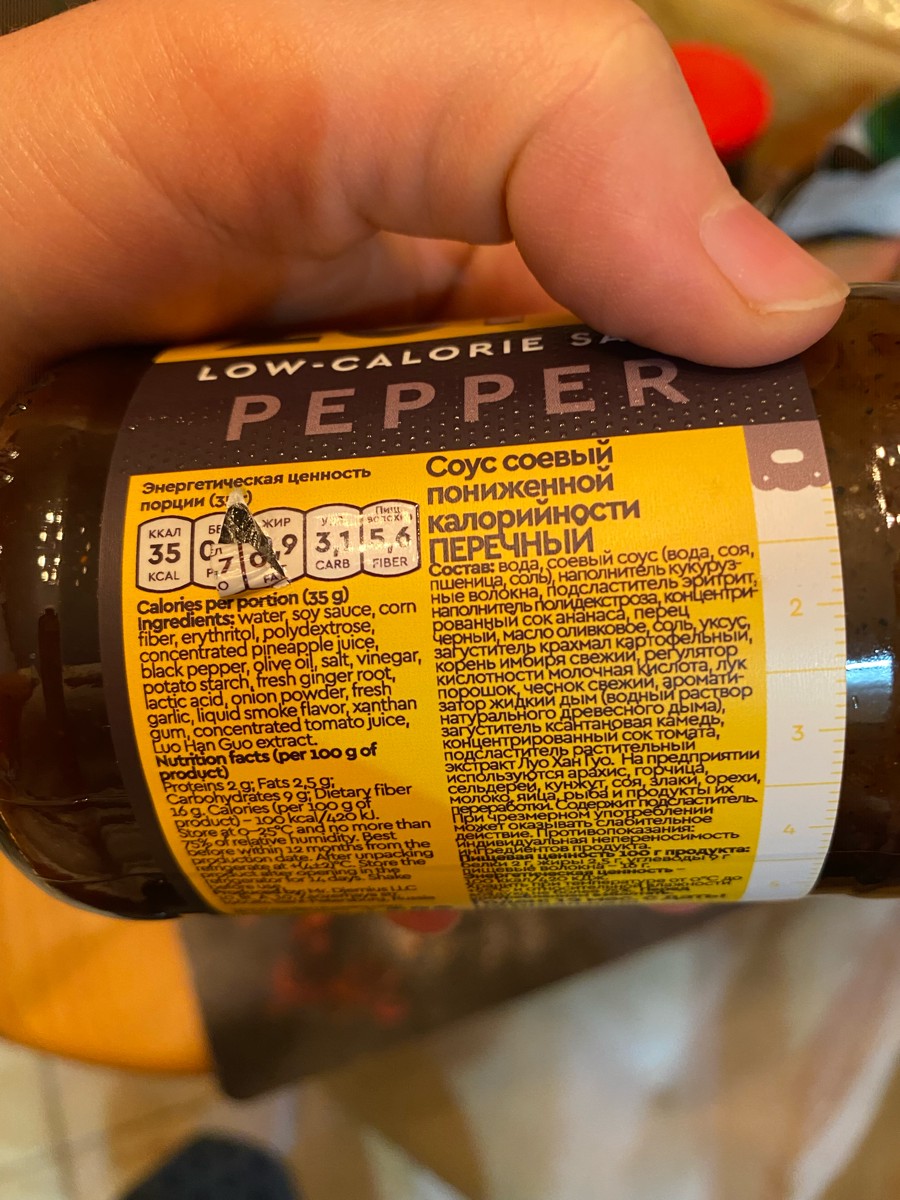 LOW-CALORIE
PEPPER
Энергетическая ценность
порции
ККАЛ
35
KCAL
ЖИР
3,1
CARB
5,6
FIBER
Calories per portion (35 g)
Ingredients: water, soy sauce, corn
fiber, erythritol, polydextrose,
concentrated pineapple juice,
black pepper, olive oil, salt, vinegar,
potato starch, fresh ginger root,
lactic acid, onion powder, fresh
garlic, liquid smoke flavor, xanthan
gum, concentrated tomato juice,
Luo Han Guo extract.
Nutrition facts (per 100 g of
product)
Proteins 2 g; Fats 2,5 g;
Carbohydrates 9 g; Dietary fiber
16 g. Calories (per 100 g of
product) – 100 kcal/420 kJ.
Store at 0–25°C and no more than
75% of relative humidity. Best
before within 12 months from the
production date. After unpacking
Соус соевый
пониженной
калорийности
ПЕРЕЧНЫЙ
Состав: вода, соевый соус (вода, соя,
пшеница, соль), наполнитель кукуруз-
ные волокна, подсластитель эритрит,
наполнитель полидекстроза, концентри-
рованный сок ананаса, перец
черный, масло оливковое, соль, уксус,
загуститель крахмал картофельный,
корень имбиря свежий, регулятор
кислотности молочная кислота, лук
порошок, чеснок свежий, аромати-
затор жидкий дым (водный раствор
натурального древесного дыма),
загуститель ксантановая камедь,
концентрированный сок томата,
подсластитель растительный
экстракт Луо Хан Гуо. На предприятии
используются арахис, горчица,
сельдерей, кунжут, соя, злаки, орехи,
молоко, яйца, рыба и продукты их
переработки. Содержит подсластитель.
При чрезмерном употреблении
может оказывать слабительное
действие. Противопоказания:
индивидуальная непереносимость
ингредиентов продукта.
Пищевая ценность 100 г продукта:
2
3
4
5